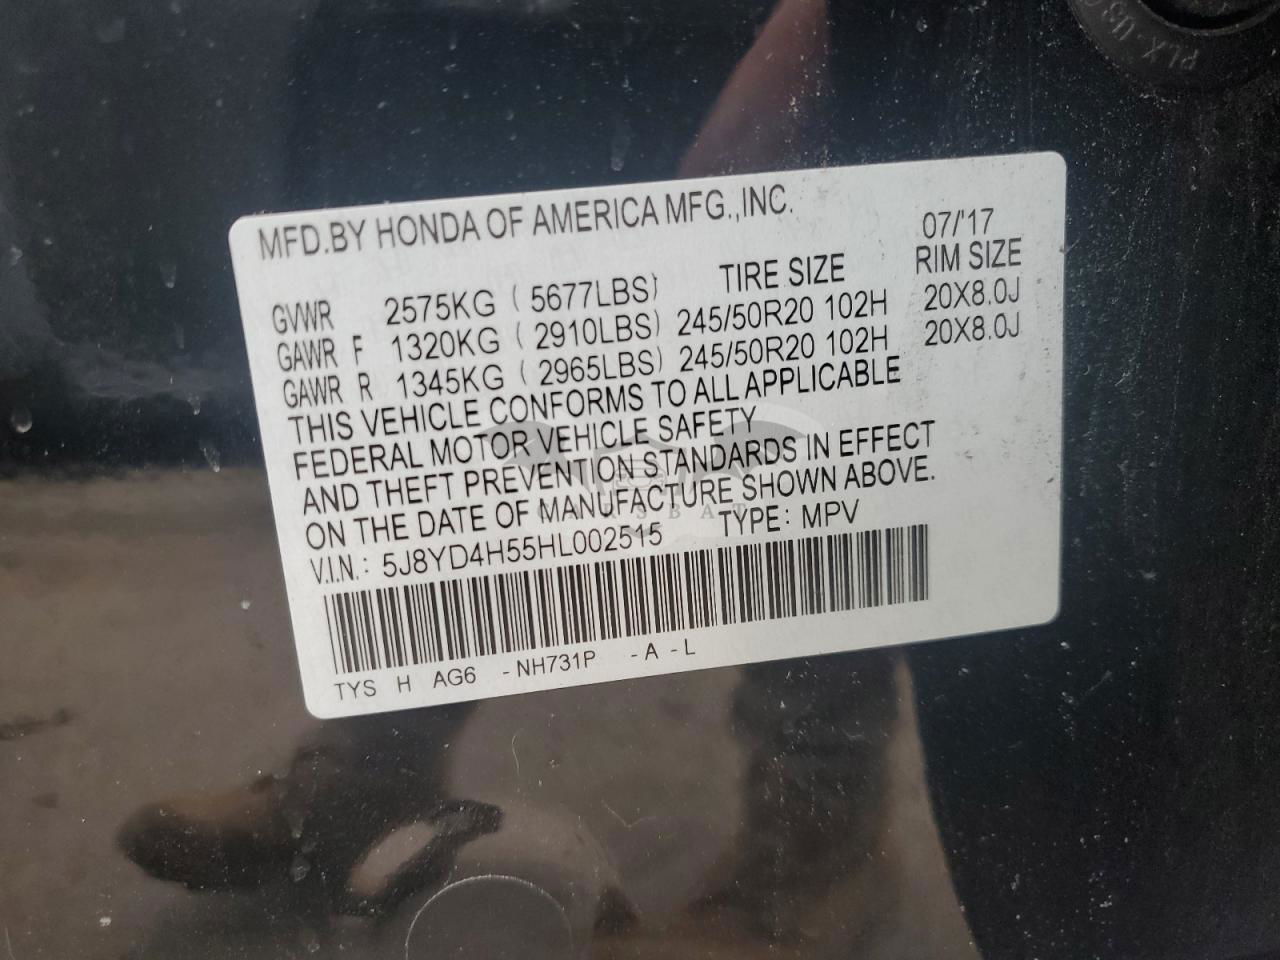 PLX-U
MFD.BY HONDA OF AMERICA MFG.,INC.
07/'17
TIRE SIZE RIM SIZE
GVWR 2575KG ( 5677LBS)
GAWR F 1320KG ( 2910LBS) 245/50R20 102H 20X8.0J
GAWR R 1345KG ( 2965LBS) 245/50R20 102H 20X8.0J
THIS VEHICLE CONFORMS TO ALL APPLICABLE
FEDERAL MOTOR VEHICLE SAFETY
AND THEFT PREVENTION STANDARDS IN EFFECT
ON THE DATE OF MANUFACTURE SHOWN ABOVE.
CARSBAT
V.I.N.: 5J8YD4H55HL002515 TYPE: MPV
TYS H AG6 -NH731P -A -L